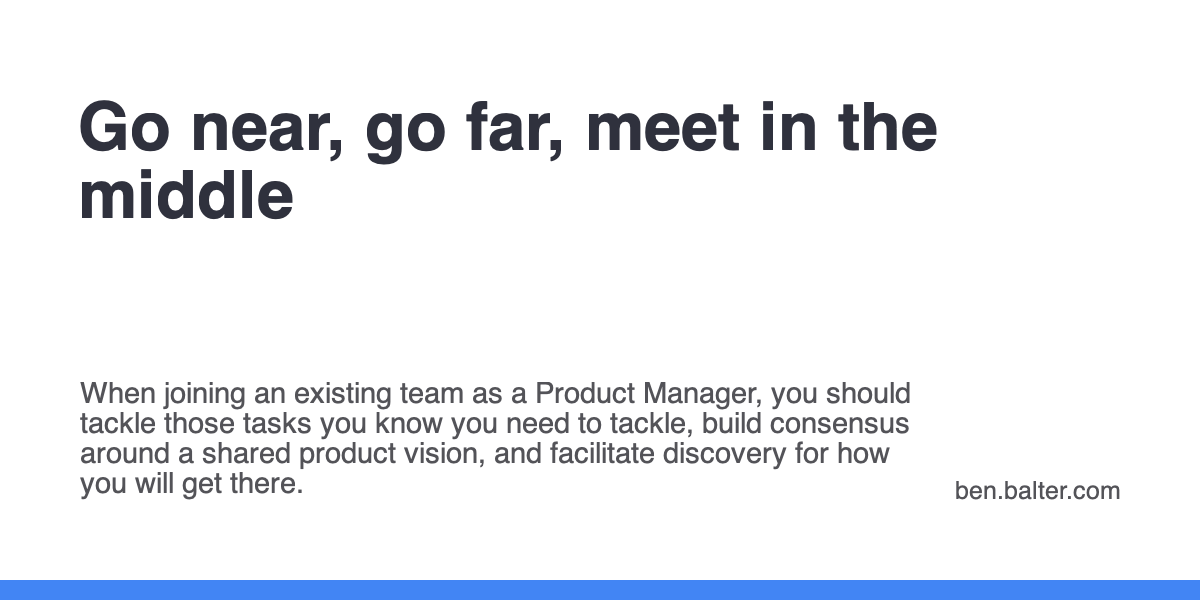 Go near, go far, meet in the
middle
When joining an existing team as a Product Manager, you should
tackle those tasks you know you need to tackle, build consensus
around a shared product vision, and facilitate discovery for how
you will get there.
ben.balter.com